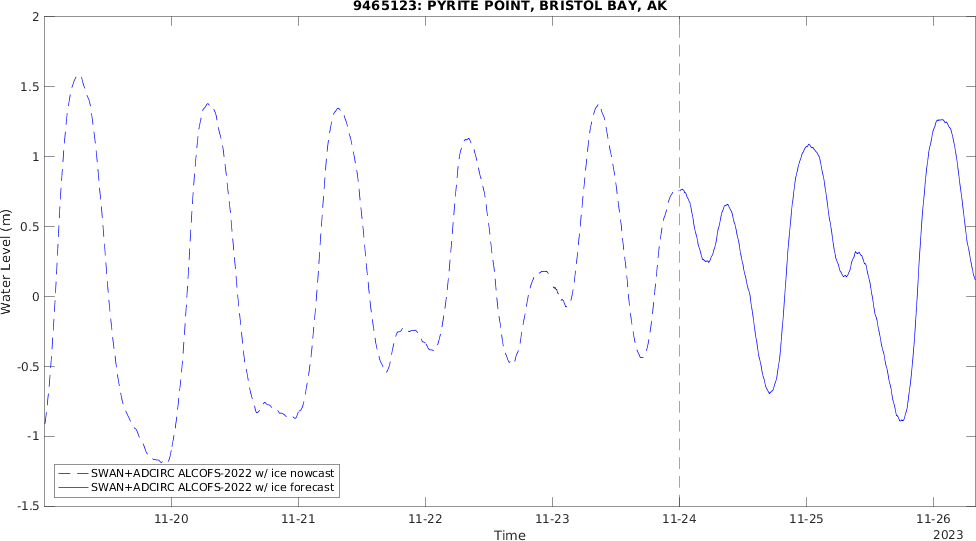 9465123: PYRITE POINT, BRISTOL BAY, AK
Water Level (m)
2
1.5
1
0.5
0
-0.5
-1
-1.5
SWAN+ADCIRC ALCOFS-2022 w/ ice nowcast
SWAN+ADCIRC ALCOFS-2022 w/ ice forecast
11-20 11-21 11-22 11-23 11-24 11-25 11-26
Time
2023